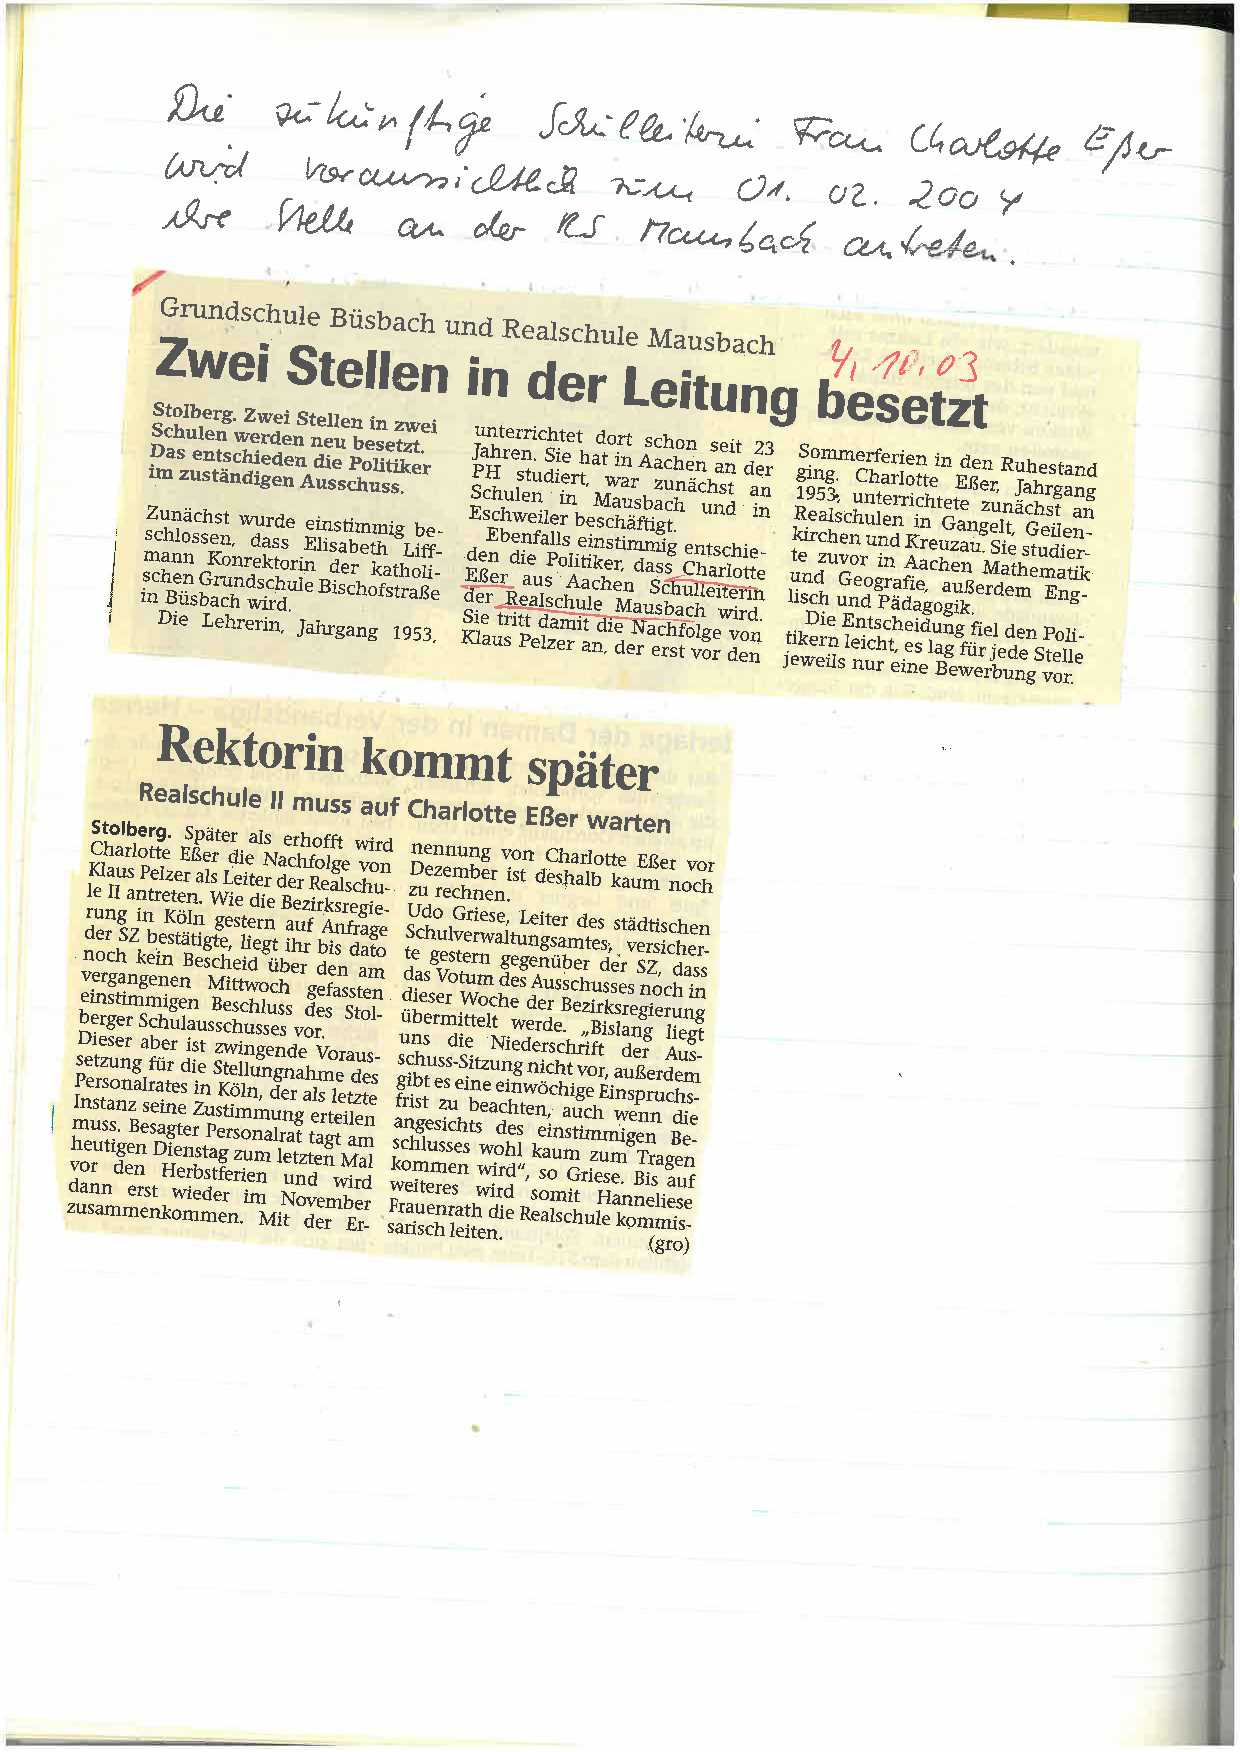 Die zukünftige Schulleiterin Frau Charlotte Eßer
wird voraussichtlich zum 01. 02. 2004
ihre Stelle an der RS Mausbach antreten.
Grundschule Büsbach und Realschule Mausbach
4. 10. 03
Zwei Stellen in der Leitung besetzt
Stolberg. Zwei Stellen in zwei
Schulen werden neu besetzt.
Das entschieden die Politiker
im zuständigen Ausschuss.
Zunächst wurde einstimmig be-
schlossen, dass Elisabeth Liff-
mann Konrektorin der katholi-
schen Grundschule Bischofstraße
in Büsbach wird.
Die Lehrerin, Jahrgang 1953,
unterrichtet dort schon seit 23
Jahren. Sie hat in Aachen an der
PH studiert, war zunächst an
Schulen in Mausbach und in
Eschweiler beschäftigt.
Ebenfalls einstimmig entschie-
den die Politiker, dass Charlotte
Eßer aus Aachen Schulleiterin
der Realschule Mausbach wird.
Sie tritt damit die Nachfolge von
Klaus Pelzer an, der erst vor den
Sommerferien in den Ruhestand
ging. Charlotte Eßer, Jahrgang
1953, unterrichtete zunächst an
Realschulen in Gangelt, Geilen-
kirchen und Kreuzau. Sie studier-
te zuvor in Aachen Mathematik
und Geografie, außerdem Eng-
lisch und Pädagogik.
Die Entscheidung fiel den Poli-
tikern leicht, es lag für jede Stelle
jeweils nur eine Bewerbung vor.
Rektorin kommt später
Realschule II muss auf Charlotte Eßer warten
Stolberg. Später als erhofft wird
Charlotte Eßer die Nachfolge von
Klaus Pelzer als Leiter der Realschu-
le II antreten. Wie die Bezirksregie-
rung in Köln gestern auf Anfrage
der SZ bestätigte, liegt ihr bis dato
noch kein Bescheid über den am
vergangenen Mittwoch gefassten
einstimmigen Beschluss des Stol-
berger Schulausschusses vor.
Dieser aber ist zwingende Voraus-
setzung für die Stellungnahme des
Personalrates in Köln, der als letzte
Instanz seine Zustimmung erteilen
muss. Besagter Personalrat tagt am
heutigen Dienstag zum letzten Mal
vor den Herbstferien und wird
dann erst wieder im November
zusammenkommen. Mit der Er-
nennung von Charlotte Eßer vor
Dezember ist deshalb kaum noch
zu rechnen.
Udo Griese, Leiter des städtischen
Schulverwaltungsamtes, versicher-
te gestern gegenüber der SZ, dass
das Votum des Ausschusses noch in
dieser Woche der Bezirksregierung
übermittelt werde. „Bislang liegt
uns die Niederschrift der Aus-
schuss-Sitzung nicht vor, außerdem
gibt es eine einwöchige Einspruchs-
frist zu beachten, auch wenn die
angesichts des einstimmigen Be-
schlusses wohl kaum zum Tragen
kommen wird“, so Griese. Bis auf
weiteres wird somit Hanneliese
Frauenrath die Realschule kommis-
sarisch leiten.
(gro)